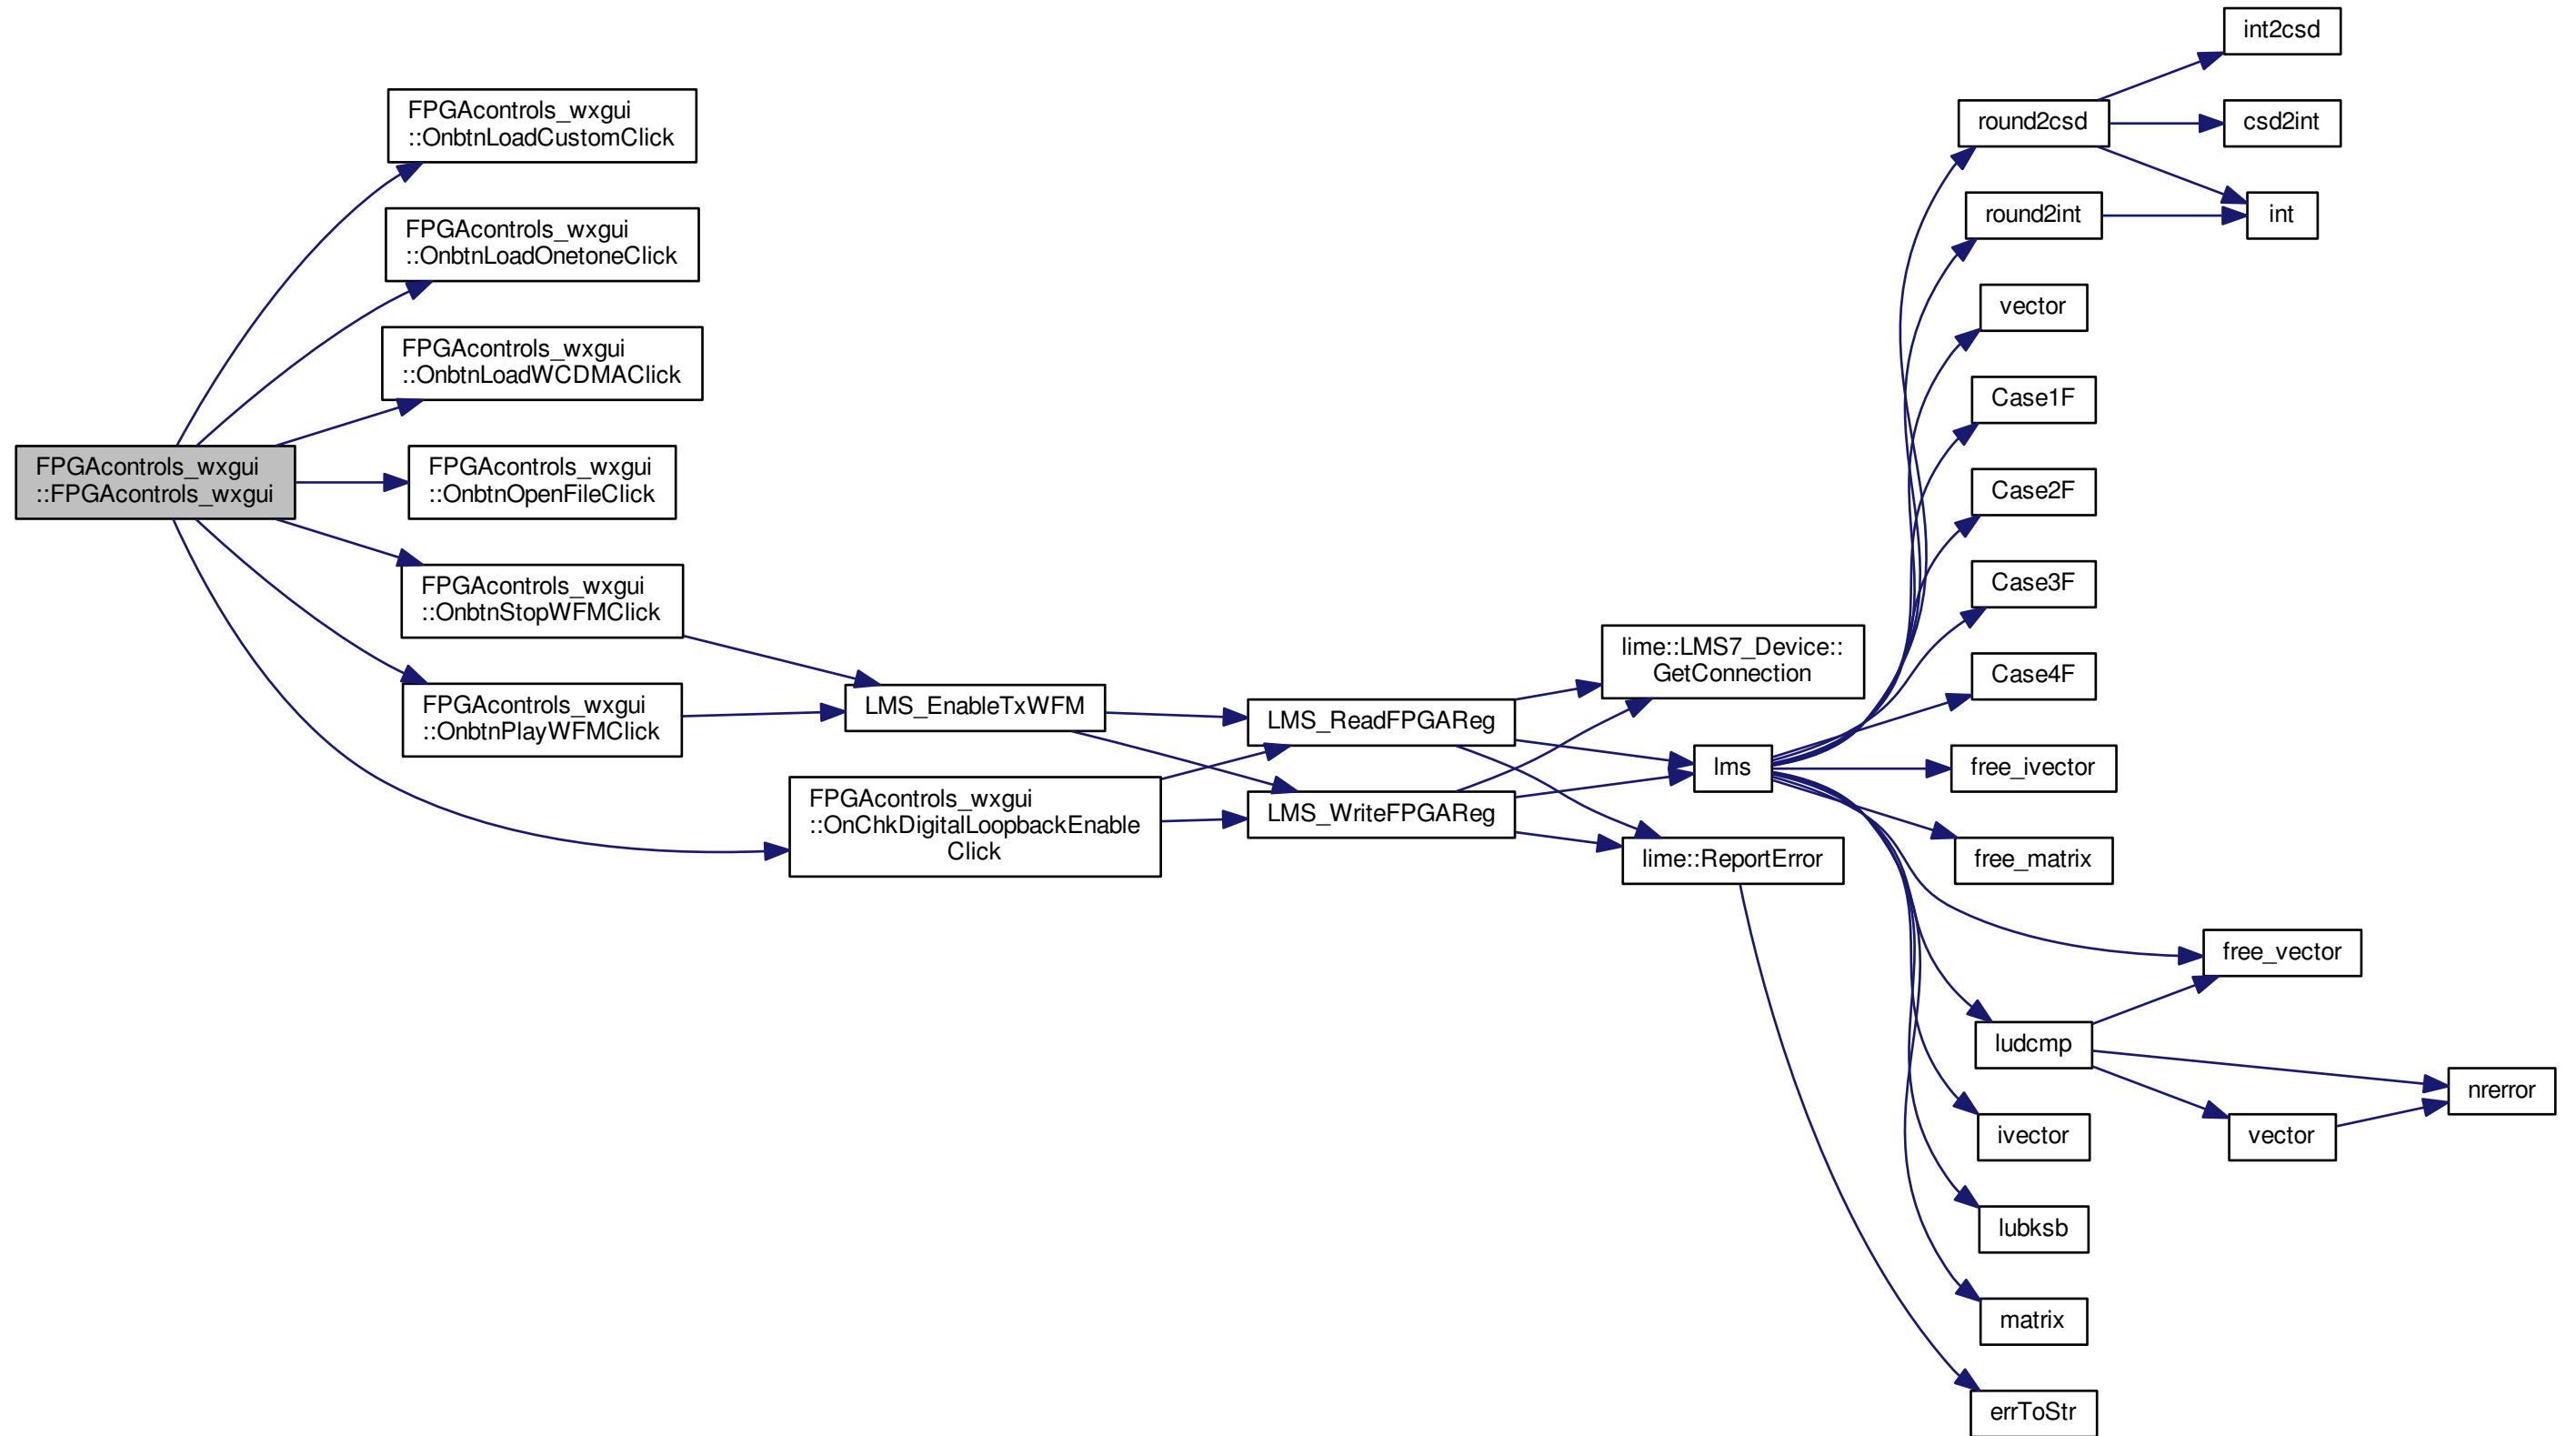 FPGAcontrols_wxgui
::FPGAcontrols_wxgui
FPGAcontrols_wxgui
::OnbtnLoadCustomClick
FPGAcontrols_wxgui
::OnbtnLoadOnetoneClick
FPGAcontrols_wxgui
::OnbtnLoadWCDMAClick
FPGAcontrols_wxgui
::OnbtnOpenFileClick
FPGAcontrols_wxgui
::OnbtnStopWFMClick
FPGAcontrols_wxgui
::OnbtnPlayWFMClick
FPGAcontrols_wxgui
::OnChkDigitalLoopbackEnable
Click
LMS_EnableTxWFM
LMS_ReadFPGAReg
LMS_WriteFPGAReg
lime::LMS7_Device::
GetConnection
lms
lime::ReportError
round2csd
round2int
vector
Case1F
Case2F
Case3F
Case4F
free_ivector
free_matrix
ludcmp
ivector
lubksb
matrix
errToStr
int2csd
csd2int
int
free_vector
vector
nrerror